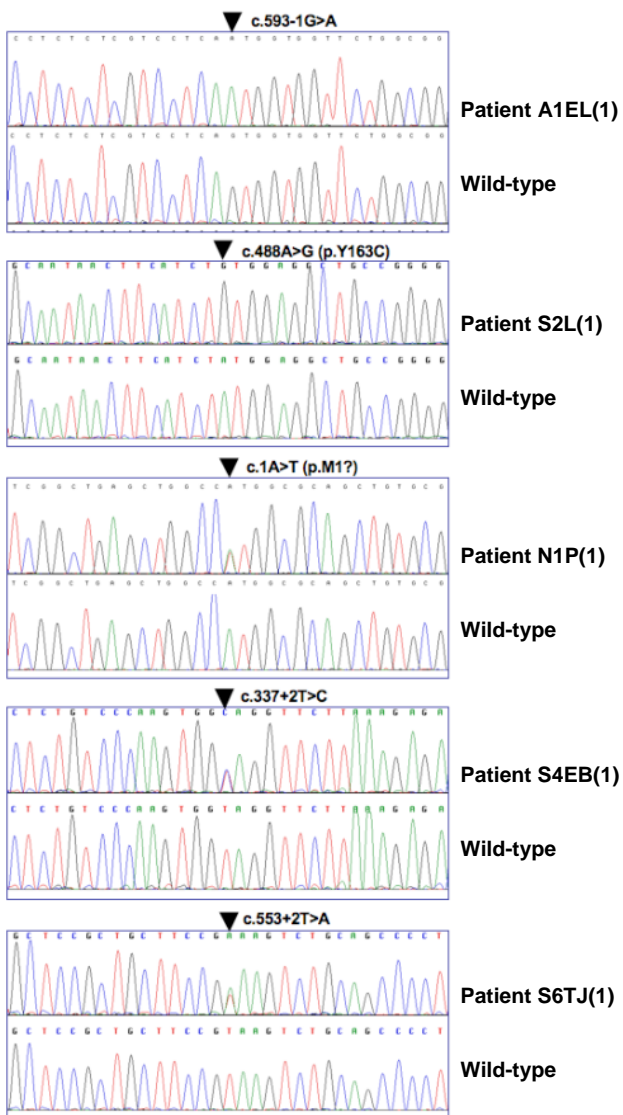 c.593-1G>A
C C T C T C T C G T C C T C A A T G G T G G T T C T G G C G G
Patient A1EL(1)
C C T C T C T C G T C C T C A G T G G T G G T T C T G G C G G
Wild-type
c.488A>G (p.Y163C)
G C A A T A A C T T C A T C T G T G G A G G C T G C C G G G G
Patient S2L(1)
G C A A T A A C T T C A T C T A T G G A G G C T G C C G G G G
Wild-type
c.1A>T (p.M1?)
T C G G C T G A G C T G G C C A T G G C G C A G C T G T G C G
Patient N1P(1)
T C G G C T G A G C T G G C C A T G G C G C A G C T G T G C G
Wild-type
c.337+2T>C
C T C T G T C C C A A G T G G C A G G T T C T T A A A G A G A
Patient S4EB(1)
C T C T G T C C C A A G T G G T A G G T T C T T A A A G A G A
Wild-type
c.553+2T>A
G C T C C G C T G C T T C C G A A A G T C T G C A G C C C C T
Patient S6TJ(1)
G C T C C G C T G C T T C C G T A A G T C T G C A G C C C C T
Wild-type